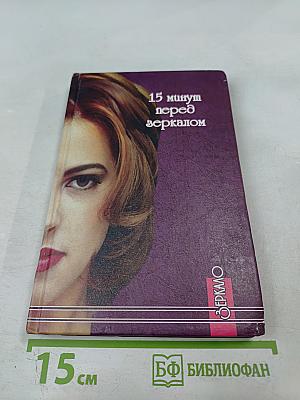 15 минут
перед
зеркалом
ЗЕРКАЛО
15 см
БФ БИБЛИОФАН